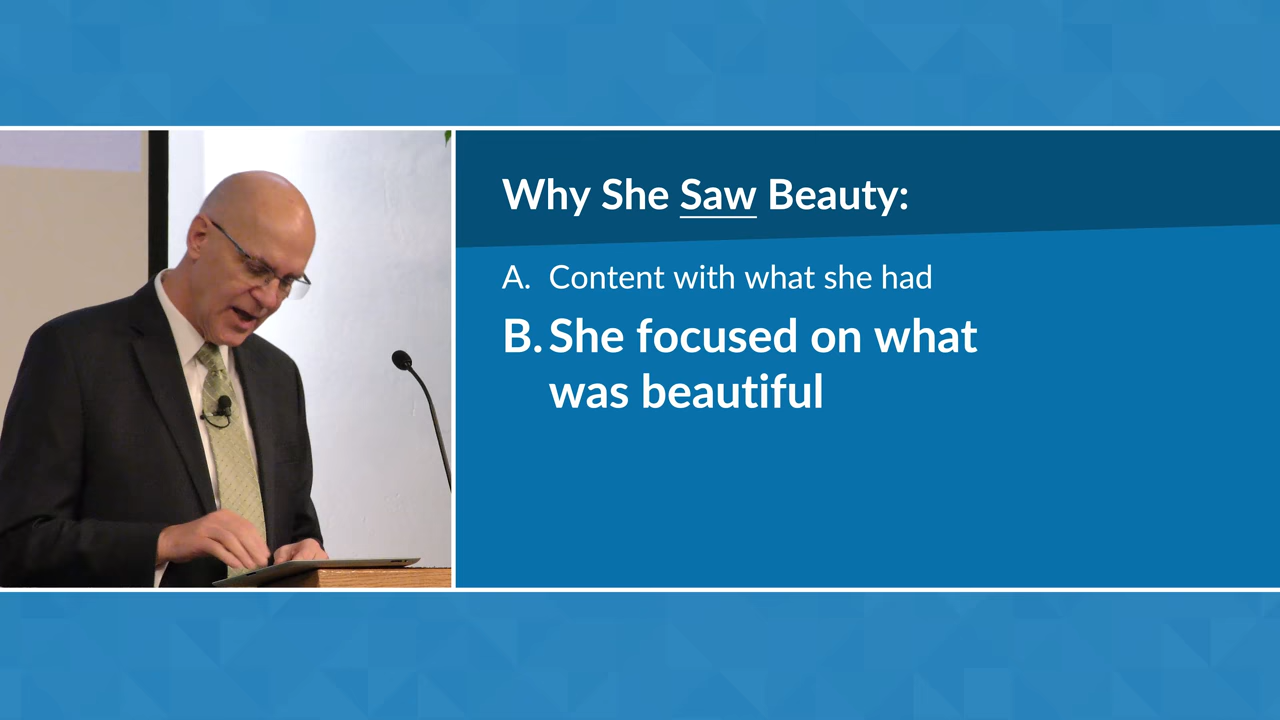 Why She Saw Beauty:
A. Content with what she had
B. She focused on what
was beautiful